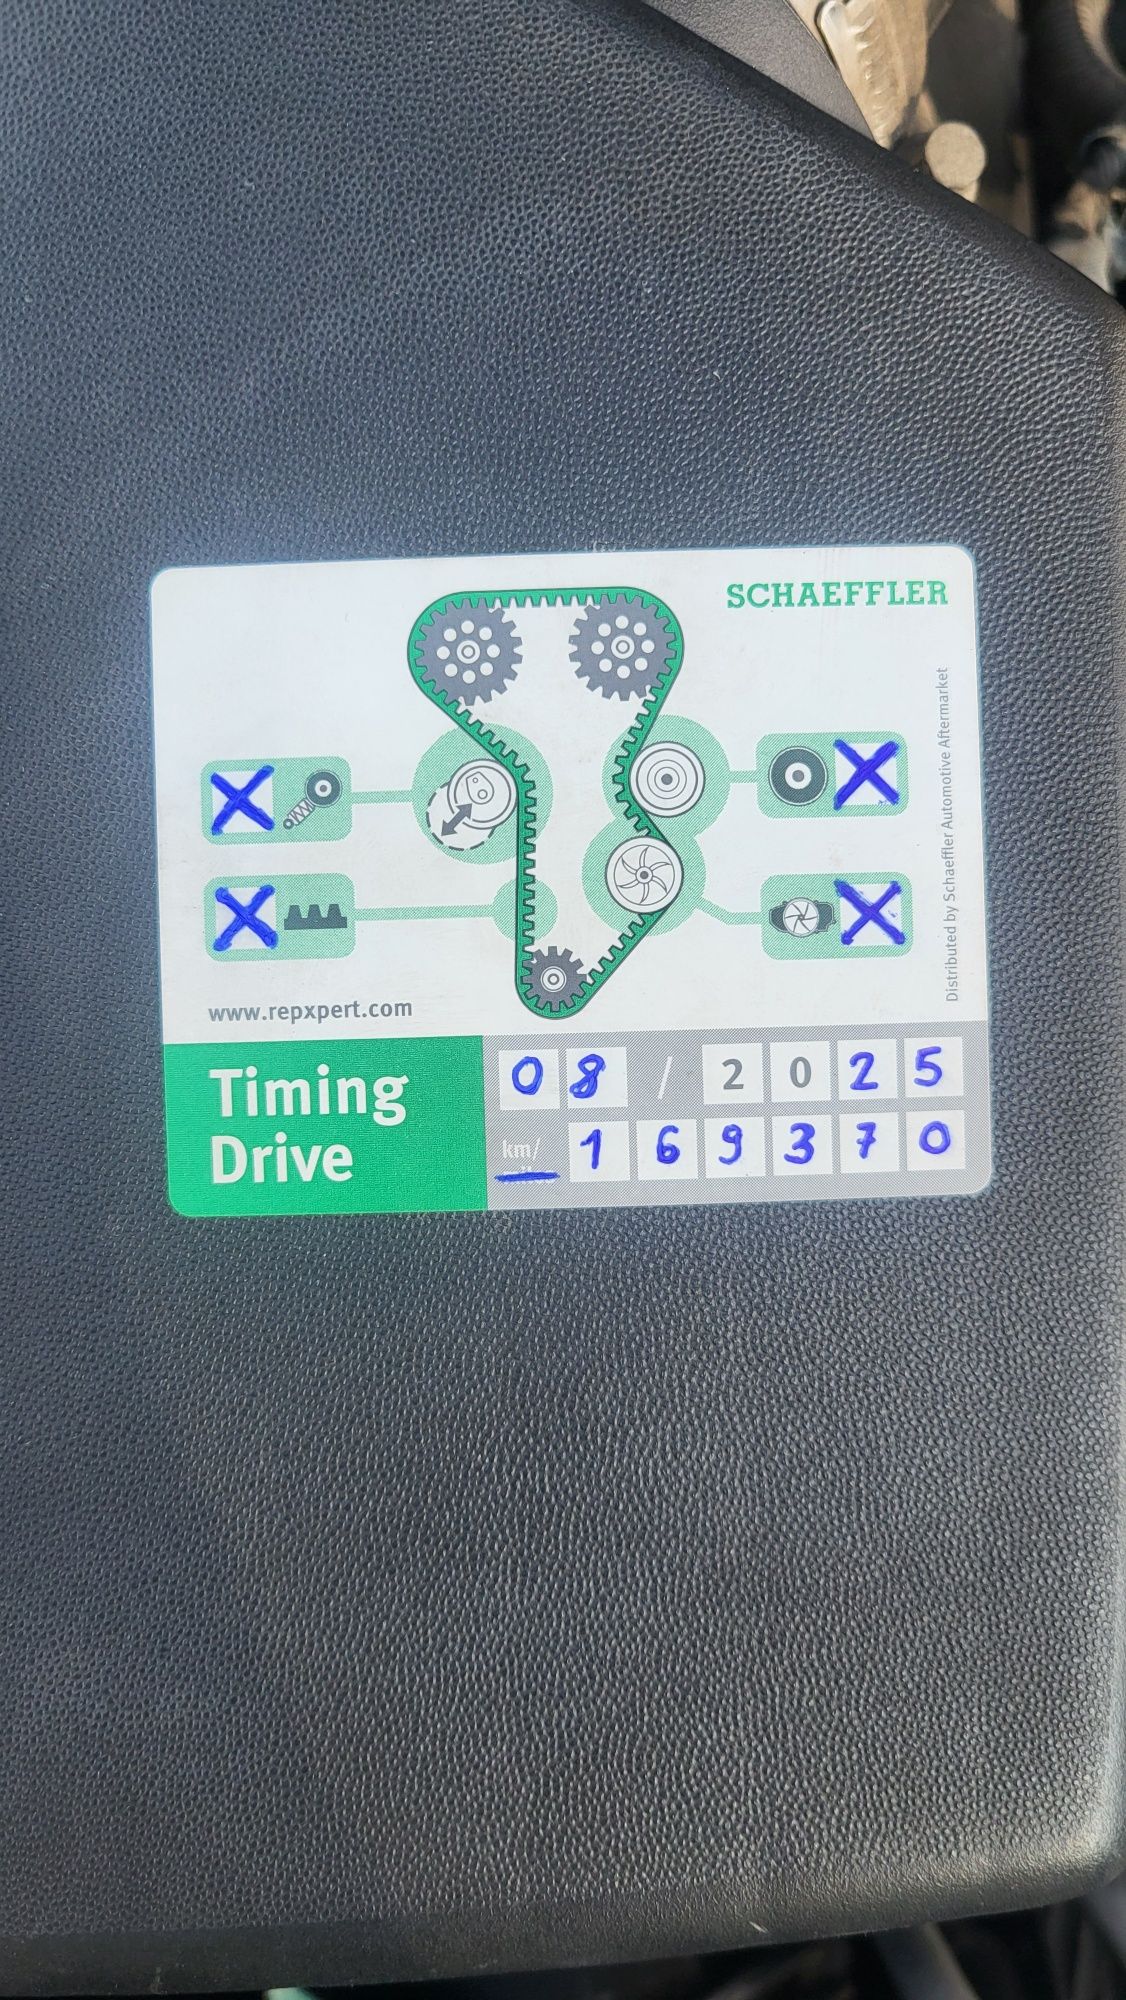 SCHAEFFLER
Distributed by Schaeffler Automotive Aftermarket
www.repxpert.com
Timing
Drive
08 / 2025
km/
169370